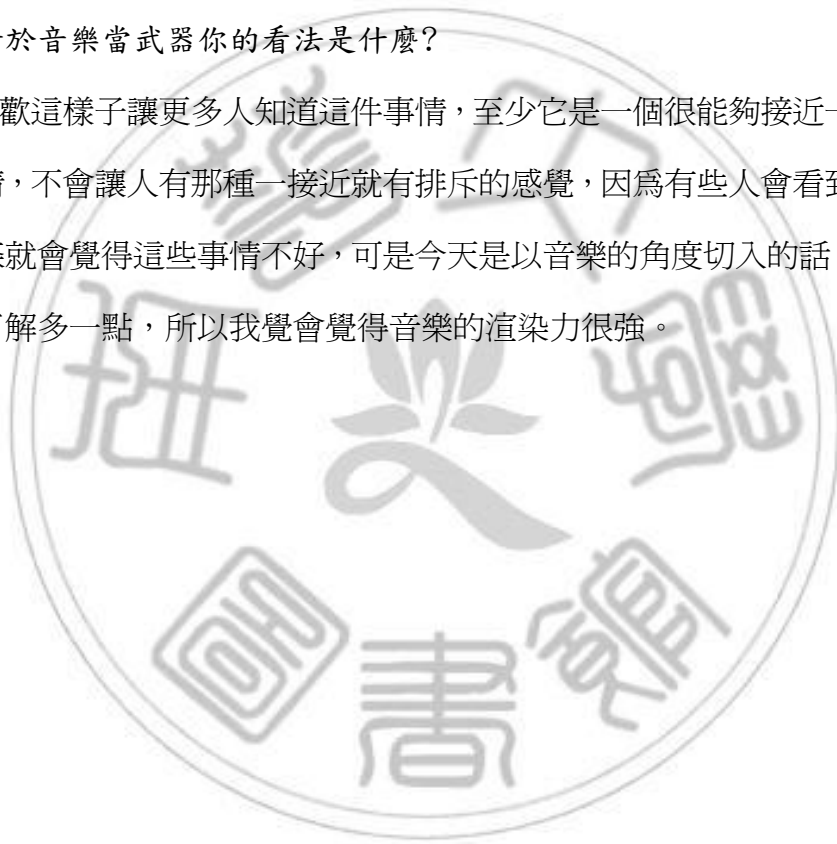 於音樂當武器你的看法是什麼?
歡這樣子讓更多人知道這件事情,至少它是一個很能夠接近一
,不會讓人有那種一接近就有排斥的感覺,因爲有些人會看到
就會覺得這些事情不好,可是今天是以音樂的角度切入的話
解多一點,所以我覺會覺得音樂的渲染力很強。
圖
書